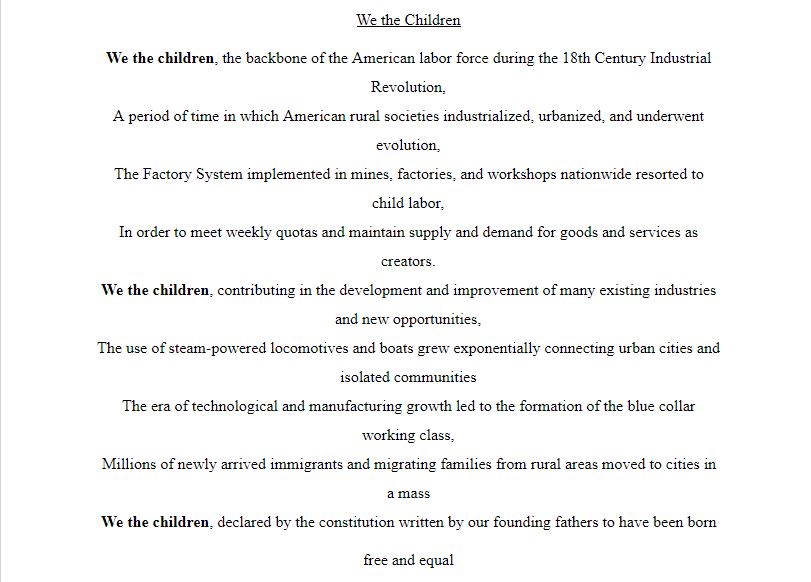 We the Children
We the children, the backbone of the American labor force during the 18th Century Industrial
Revolution,
A period of time in which American rural societies industrialized, urbanized, and underwent
evolution,
The Factory System implemented in mines, factories, and workshops nationwide resorted to
child labor,
In order to meet weekly quotas and maintain supply and demand for goods and services as
creators.
We the children, contributing in the development and improvement of many existing industries
and new opportunities,
The use of steam-powered locomotives and boats grew exponentially connecting urban cities and
isolated communities
The era of technological and manufacturing growth led to the formation of the blue collar
working class,
Millions of newly arrived immigrants and migrating families from rural areas moved to cities in
a mass
We the children, declared by the constitution written by our founding fathers to have been born
free and equal